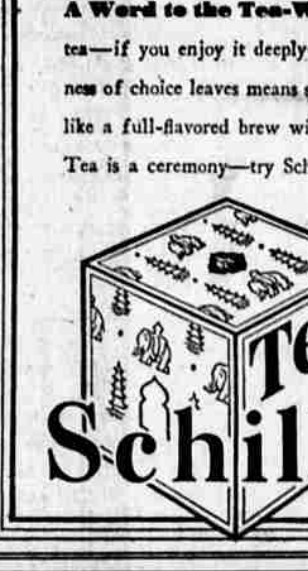 A Word to the Tea-W
tea—if you enjoy it deeply,
ness of choice leaves means
like a full-flavored brew wi
Tea is a ceremony—try Sch
Te
Schil